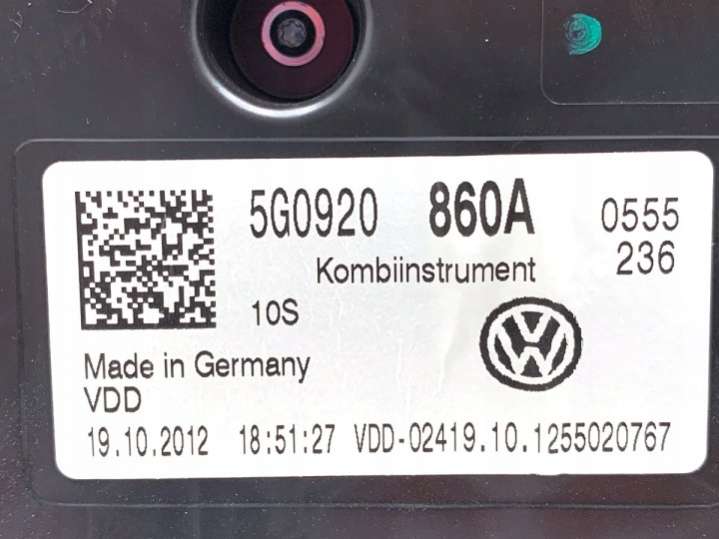 5G0920 860A 0555
Kombiinstrument 236
10S
VW
Made in Germany
VDD
19.10.2012 18:51:27 VDD-02419.10.1255020767